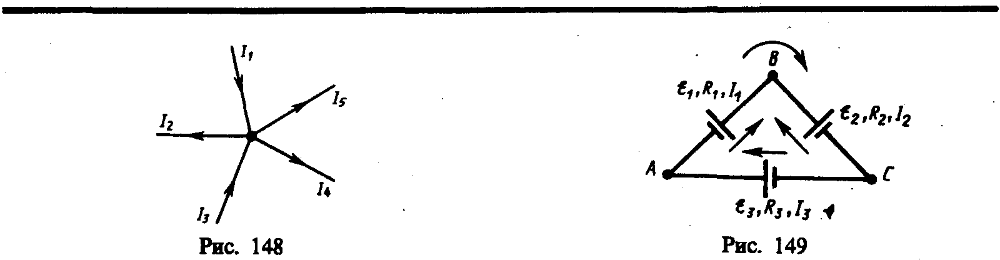 I₁
I₅
I₂
I₄
I₃
Рис. 148
B
ℰ₁, R₁, I₁
ℰ₂, R₂, I₂
A
C
ℰ₃, R₃, I₃
Рис. 149